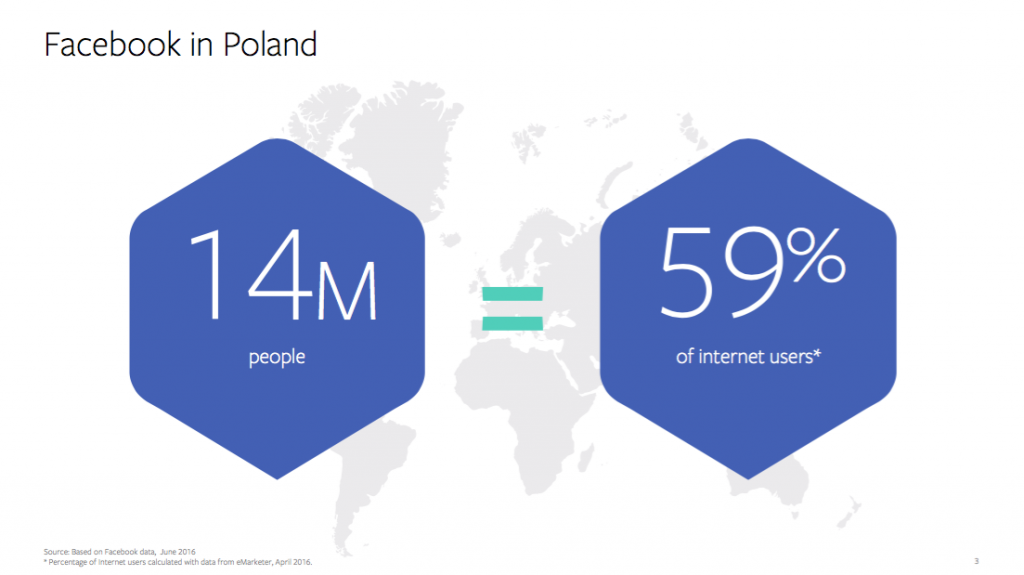 Facebook in Poland
14M
people
=
59%
of internet users*
Source: Based on Facebook data, June 2016
* Percentage of Internet users calculated with data from eMarketer, April 2016.
3